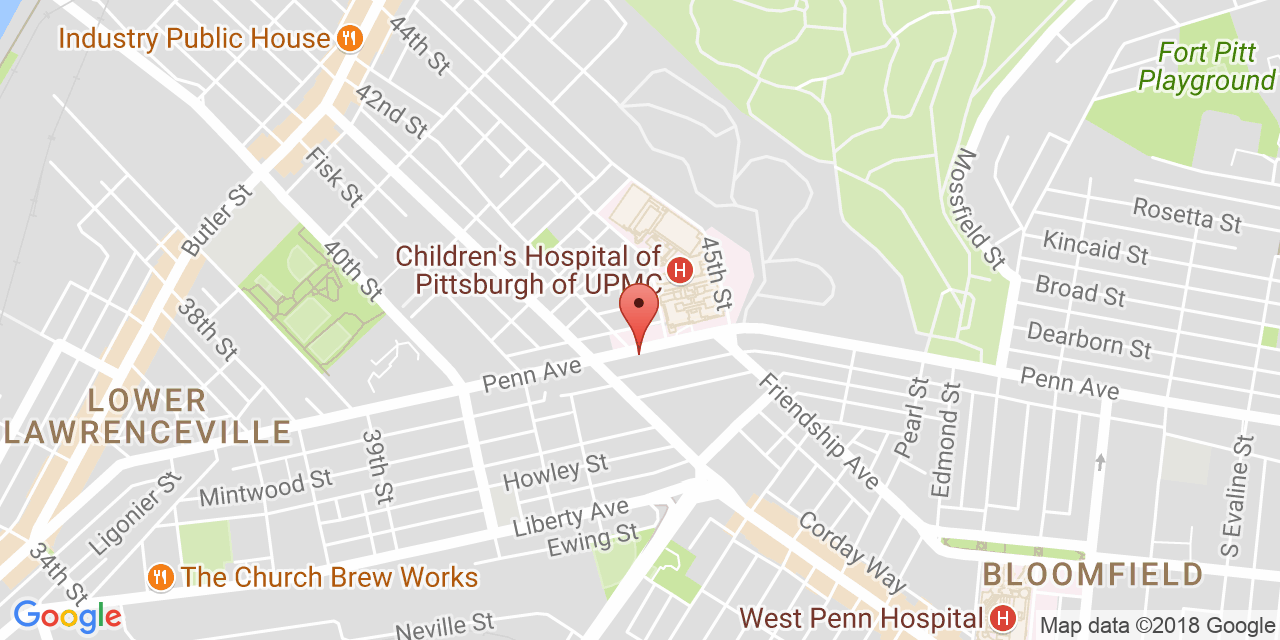 Industry Public House
44th St
42nd St
Fort Pitt
Playground
Fisk St
Mossfield St
Butler St
Rosetta St
Kincaid St
40th St
Children's Hospital of
Pittsburgh of UPMC
H
45th St
Broad St
38th St
Dearborn St
Penn Ave
Penn Ave
LOWER
LAWRENCEVILLE
Friendship Ave
Pearl St
Edmond St
39th St
Howley St
Mintwood St
Ligonier St
S Evaline St
Liberty Ave
Ewing St
Corday Way
34th St
The Church Brew Works
BLOOMFIELD
Google
Neville St
West Penn Hospital
H
Map data ©2018 Google